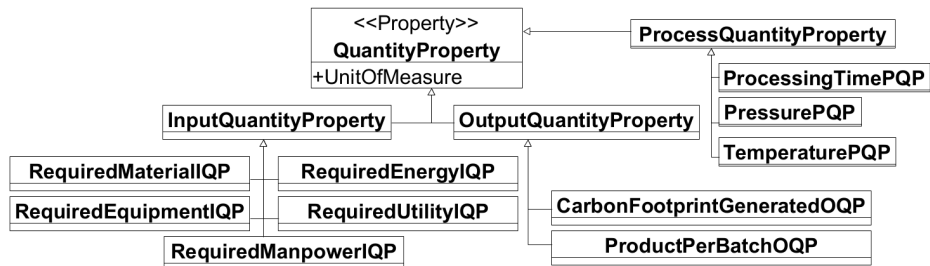 <<Property>>
QuantityProperty
+UnitOfMeasure
ProcessQuantityProperty
ProcessingTimePQP
PressurePQP
TemperaturePQP
InputQuantityProperty
OutputQuantityProperty
RequiredMaterialIQP
RequiredEnergyIQP
RequiredEquipmentIQP
RequiredUtilityIQP
RequiredManpowerIQP
CarbonFootprintGeneratedOQP
ProductPerBatchOQP